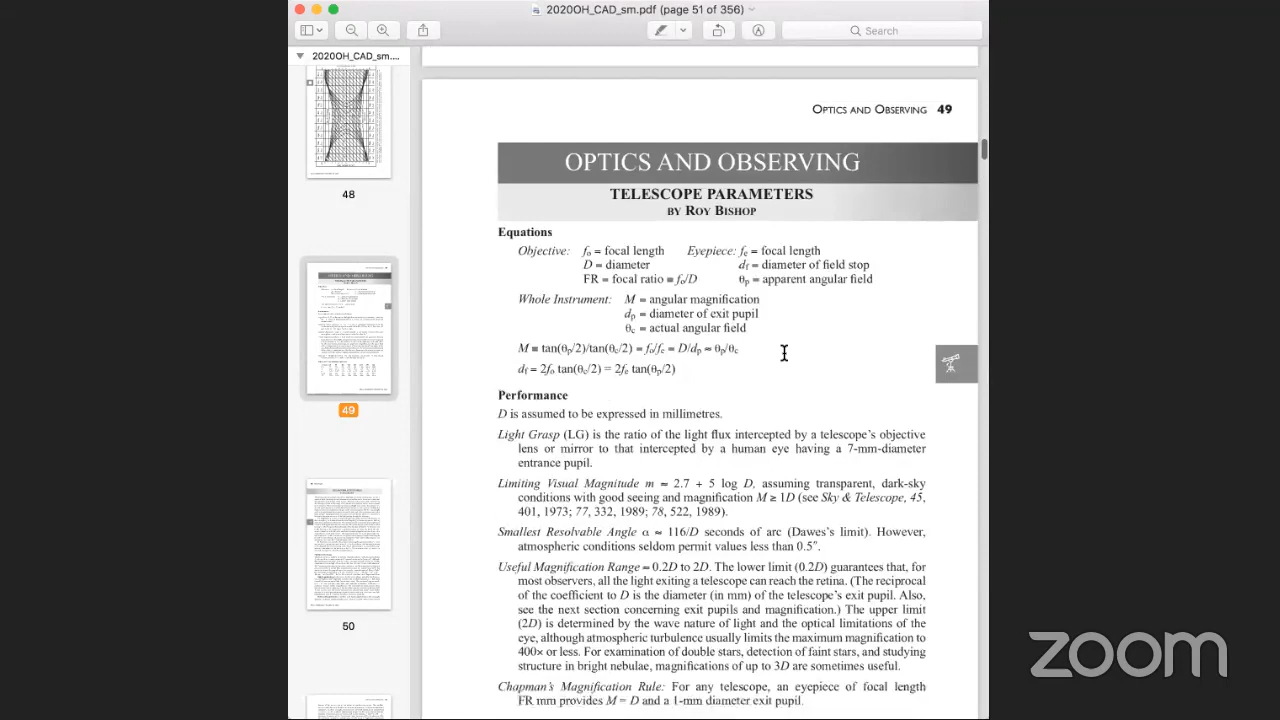 2020OH_CAD_sm.pdf (page 51 of 356)
Search
2020OH_CAD_sm....
48
49
50
OPTICS AND OBSERVING 49
OPTICS AND OBSERVING
TELESCOPE PARAMETERS
BY ROY BISHOP
Equations
Objective: fo = focal length Eyepiece: fe = focal length
D = diameter df = diameter of field stop
FR = focal ratio = fo/D θp = apparent angular field
Whole Instrument: M = angular magnification
dp = diameter of exit pupil
θc = actual angular field
M = tan(θp/2)/tan(θc/2) ≈ fo/fe = D/dp ≈ θp/θc
df = 2fo tan(θc/2) = 2fe tan(θp/2)
Performance
D is assumed to be expressed in millimetres.
Light Grasp (LG) is the ratio of the light flux intercepted by a telescope's objective
lens or mirror to that intercepted by a human eye having a 7-mm-diameter
entrance pupil.
Limiting Visual Magnitude m ≈ 2.7 + 5 log D, assuming transparent, dark-sky
conditions with good seeing and magnification M ≥ 1D (see Sky & Telescope, 45,
401, 1973; 77, 332, 1989; 78, 522, 1989).
Smallest Resolvable Angle θ ≈ 116/D seconds of arc (Dawes's limit). However,
atmospheric conditions seldom permit values less than 0.5″.
Useful Magnification Range ≈ 0.2D to 2D. The lower limit (0.2D) guarantees that, for
most observers, all the light exiting a telescope can reach the retina. (The reciprocal
of the coefficient to D is the diameter (in mm) of the telescope's exit pupil. Also,
see the next section concerning exit pupils and magnification.) The upper limit
(2D) is determined by the wave nature of light and the optical limitations of the
eye, although atmospheric turbulence usually limits the maximum magnification to
400× or less. For examination of double stars, detection of faint stars, and studying
structure in bright nebulae, magnifications of up to 3D are sometimes useful.
Chapman's Magnification Rule: For any telescope, an eyepiece of focal length
FR mm provides M = D and a 1-mm diameter exit pupil.
zoom